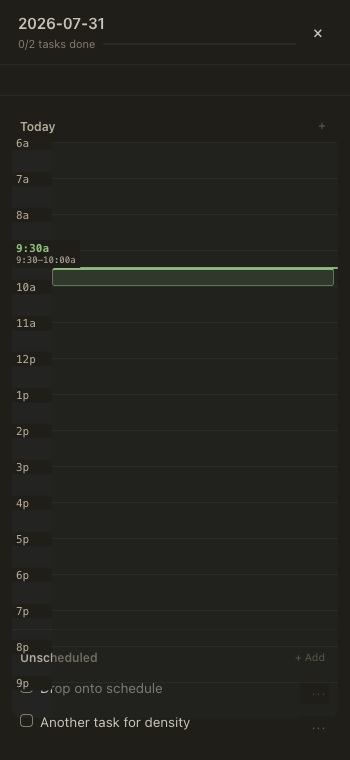 2026-07-31
×
0/2 tasks done
Today
+
6a
7a
8a
9:30a
9:30–10:00a
10a
11a
12p
1p
2p
3p
4p
5p
6p
7p
8p
Unscheduled
+ Add
9p
Drop onto schedule
...
Another task for density
...